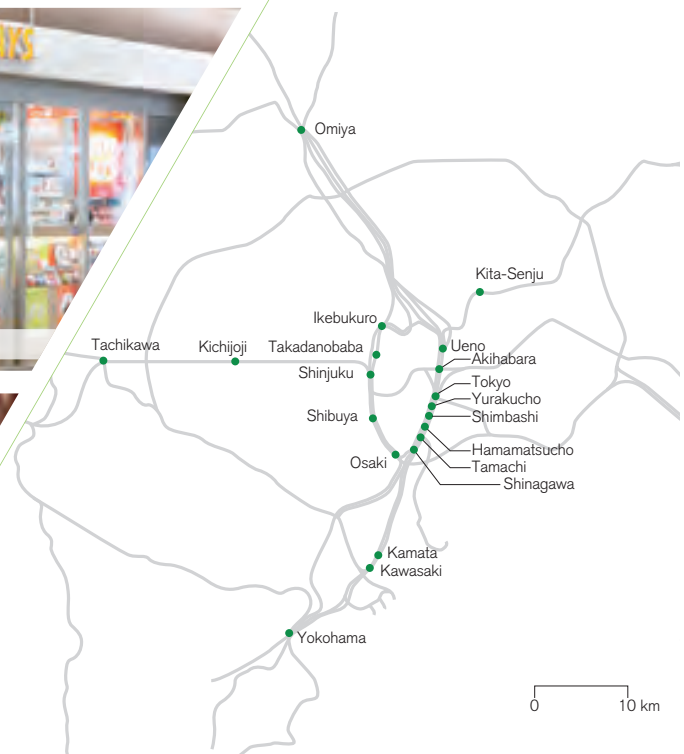 Omiya
Kita-Senju
Ikebukuro
Tachikawa
Kichijoji
Takadanobaba
Ueno
Akihabara
Shinjuku
Tokyo
Yurakucho
Shibuya
Shimbashi
Hamamatsucho
Osaki
Tamachi
Shinagawa
Kamata
Kawasaki
Yokohama
0
10 km